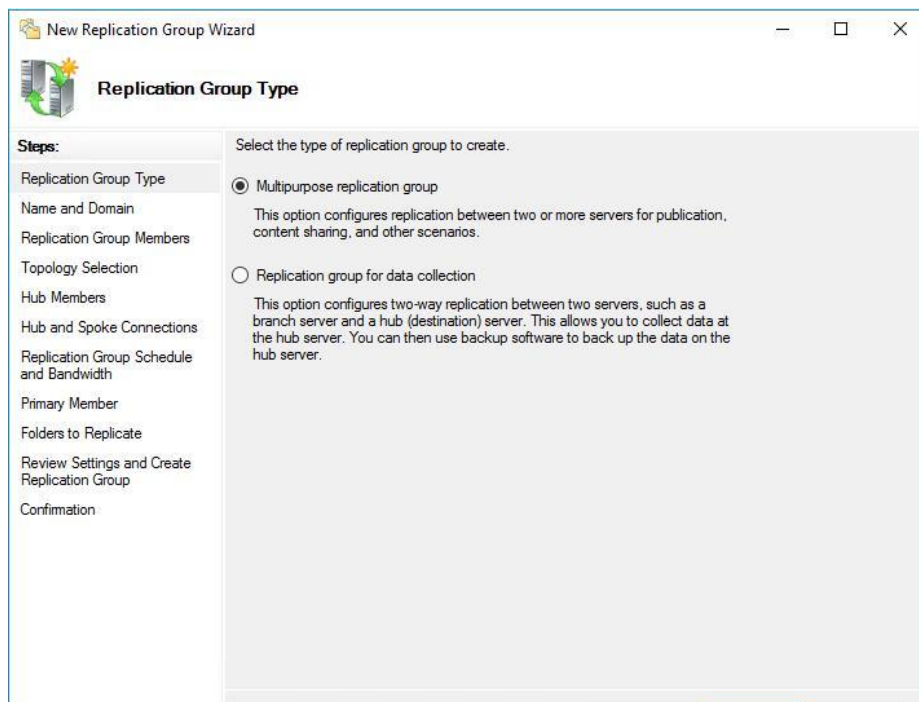 New Replication Group Wizard
Replication Group Type
Steps:
Replication Group Type
Name and Domain
Replication Group Members
Topology Selection
Hub Members
Hub and Spoke Connections
Replication Group Schedule
and Bandwidth
Primary Member
Folders to Replicate
Review Settings and Create
Replication Group
Confirmation
Select the type of replication group to create.
Multipurpose replication group
This option configures replication between two or more servers for publication,
content sharing, and other scenarios.
Replication group for data collection
This option configures two-way replication between two servers, such as a
branch server and a hub (destination) server. This allows you to collect data at
the hub server. You can then use backup software to back up the data on the
hub server.